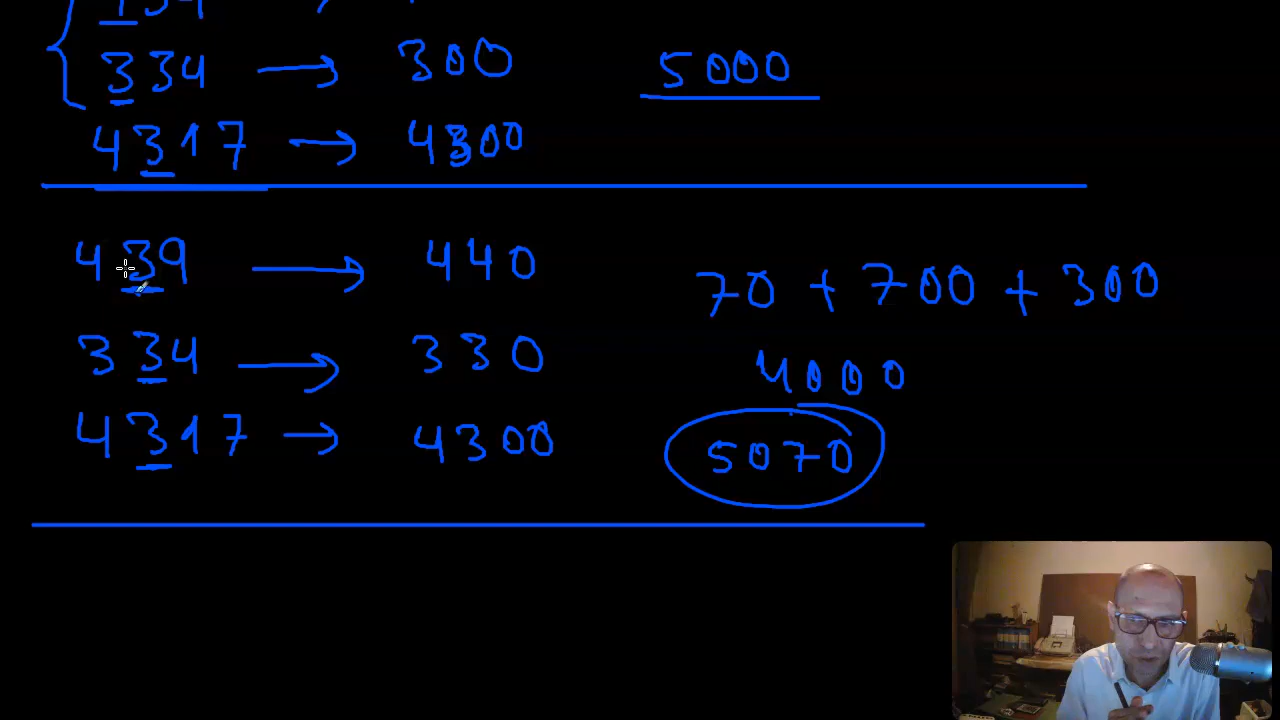 334 → 300 5000
4317 → 4300
439 → 440 70 + 700 + 300
334 → 330 4000
4317 → 4300 5070